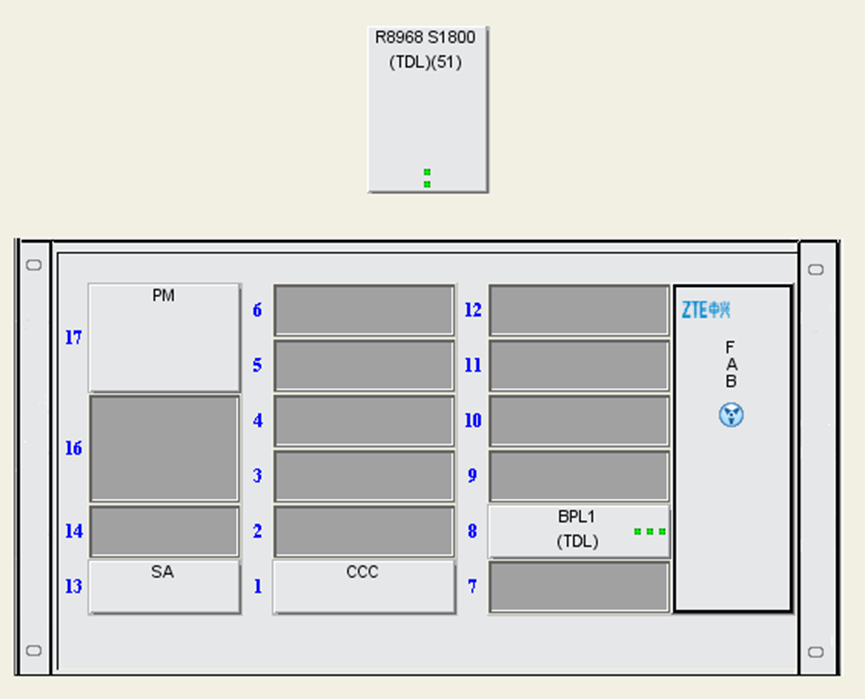 R8968 S1800
(TDL)(51)
17
PM
16
14
13
SA
6
5
4
3
2
1
CCC
12
11
10
9
8
BPL1
(TDL)
7
ZTE中兴
F
A
B